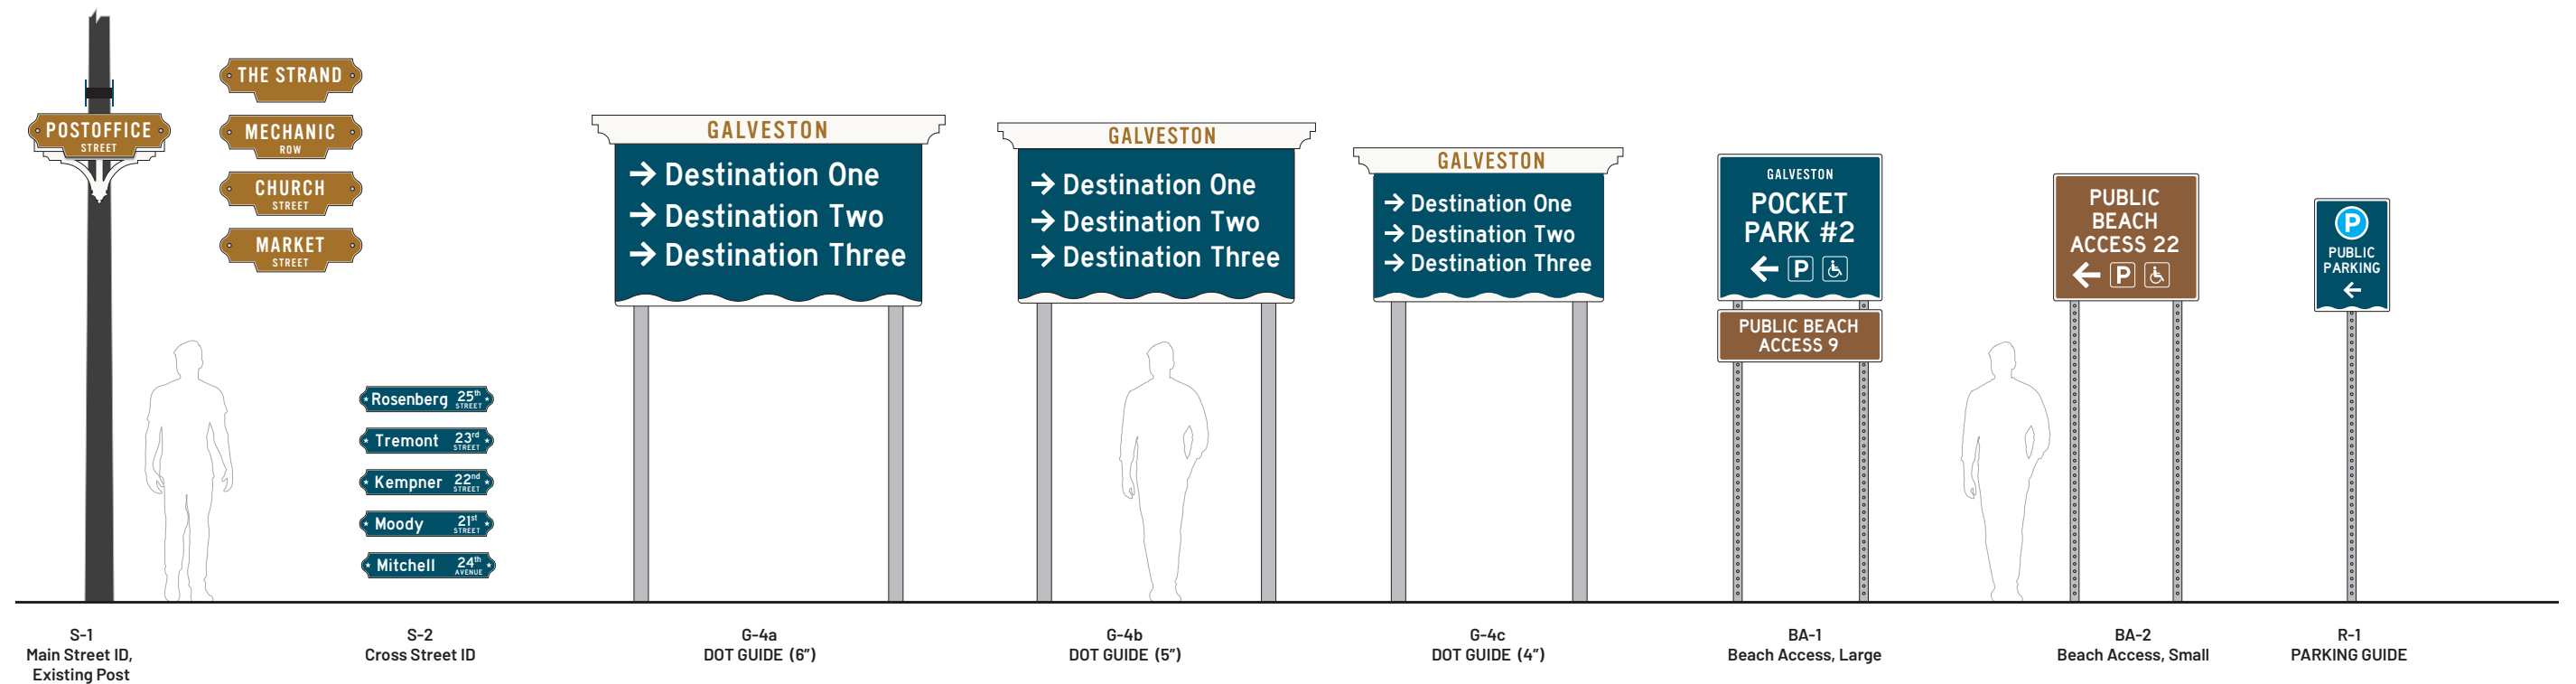 POSTOFFICE
STREET
THE STRAND
MECHANIC
ROW
CHURCH
STREET
MARKET
STREET
Rosenberg 25th STREET
Tremont 23rd STREET
Kempner 22nd STREET
Moody 21st STREET
Mitchell 24th AVENUE
GALVESTON
→ Destination One
→ Destination Two
→ Destination Three
GALVESTON
→ Destination One
→ Destination Two
→ Destination Three
GALVESTON
→ Destination One
→ Destination Two
→ Destination Three
GALVESTON
POCKET
PARK #2
← P
PUBLIC BEACH
ACCESS 9
PUBLIC
BEACH
ACCESS 22
← P
P
PUBLIC
PARKING
←
S-1
Main Street ID,
Existing Post
S-2
Cross Street ID
G-4a
DOT GUIDE (6”)
G-4b
DOT GUIDE (5”)
G-4c
DOT GUIDE (4”)
BA-1
Beach Access, Large
BA-2
Beach Access, Small
R-1
PARKING GUIDE